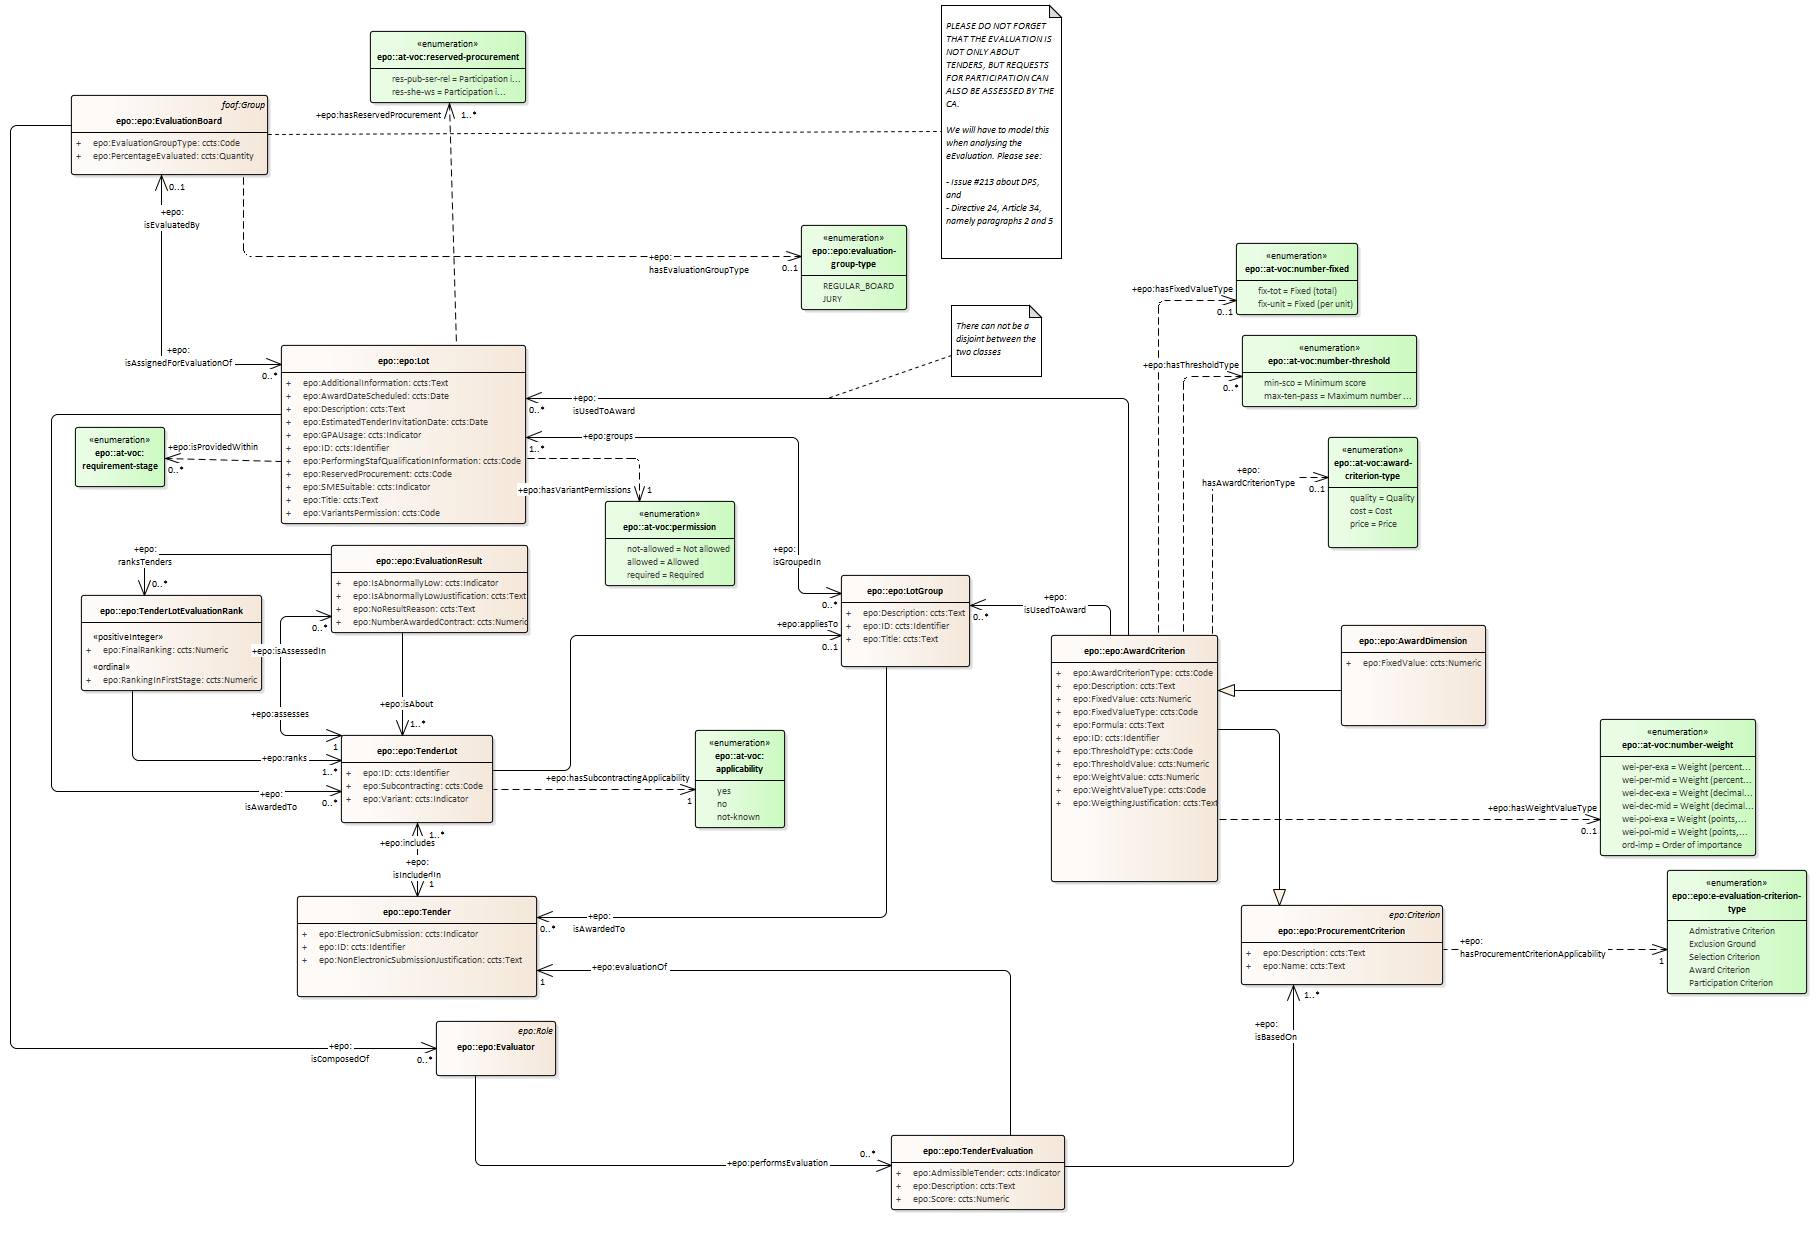 PLEASE DO NOT FORGET
THAT THE EVALUATION IS
NOT ONLY ABOUT
TENDERS, BUT REQUESTS
FOR PARTICIPATION CAN
ALSO BE ASSESSED BY THE
CA.
We will have to model this
when analysing the
eEvaluation. Please see:
- Issue #213 about DPS,
and
- Directive 24, Article 34,
namely paragraphs 2 and 5
«enumeration»
epo::at-voc:reserved-procurement
res-pub-ser-rel = Participation i...
res-she-ws = Participation i...
+epo:hasReservedProcurement
1..*
foaf:Group
epo::epo:EvaluationBoard
+ epo:EvaluationGroupType: ccts:Code
+ epo:PercentageEvaluated: ccts:Quantity
0..1
+epo:
isEvaluatedBy
+epo:
hasEvaluationGroupType
0..1
«enumeration»
epo::epo:evaluation-
group-type
REGULAR_BOARD
JURY
«enumeration»
epo::at-voc:number-fixed
fix-tot = Fixed (total)
fix-unit = Fixed (per unit)
+epo:hasFixedValueType
0..1
There can not be a
disjoint between the
two classes
«enumeration»
epo::at-voc:number-threshold
min-sco = Minimum score
max-ten-pass = Maximum number ...
+epo:hasThresholdType
0..*
+epo:
isAssignedForEvaluationOf
0..*
epo::epo:Lot
+ epo:AdditionalInformation: ccts:Text
+ epo:AwardDateScheduled: ccts:Date
+ epo:Description: ccts:Text
+ epo:EstimatedTenderInvitationDate: ccts:Date
+ epo:GPAUsage: ccts:Indicator
+ epo:ID: ccts:Identifier
+ epo:PerformingStafQualificationInformation: ccts:Code
+ epo:ReservedProcurement: ccts:Code
+ epo:SMESuitable: ccts:Indicator
+ epo:Title: ccts:Text
+ epo:VariantsPermission: ccts:Code
+epo:
isUsedToAward
0..*
+epo:groups
1..*
«enumeration»
epo::at-voc:
requirement-stage
+epo:isProvidedWithin
0..*
+epo:hasVariantPermissions
1
«enumeration»
epo::at-voc:permission
not-allowed = Not allowed
allowed = Allowed
required = Required
+epo:
hasAwardCriterionType
0..1
«enumeration»
epo::at-voc:award-
criterion-type
quality = Quality
cost = Cost
price = Price
+epo:
ranksTenders
0..*
epo::epo:EvaluationResult
+ epo:IsAbnormallyLow: ccts:Indicator
+ epo:IsAbnormallyLowJustification: ccts:Text
+ epo:NoResultReason: ccts:Text
+ epo:NumberAwardedContract: ccts:Numeric
+epo:
isGroupedIn
0..*
epo::epo:LotGroup
+ epo:Description: ccts:Text
+ epo:ID: ccts:Identifier
+ epo:Title: ccts:Text
+epo:
isUsedToAward
0..*
+epo:appliesTo
0..1
epo::epo:TenderLotEvaluationRank
«positiveInteger»
+ epo:FinalRanking: ccts:Numeric
«ordinal»
+ epo:RankingInFirstStage: ccts:Numeric
0..*
+epo:isAssessedIn
+epo:assesses
1
+epo:isAbout
1..*
epo::epo:AwardCriterion
+ epo:AwardCriterionType: ccts:Code
+ epo:Description: ccts:Text
+ epo:FixedValue: ccts:Numeric
+ epo:FixedValueType: ccts:Code
+ epo:Formula: ccts:Text
+ epo:ID: ccts:Identifier
+ epo:ThresholdType: ccts:Code
+ epo:ThresholdValue: ccts:Numeric
+ epo:WeightValue: ccts:Numeric
+ epo:WeightValueType: ccts:Code
+ epo:WeigthingJustification: ccts:Text
epo::epo:AwardDimension
+ epo:FixedValue: ccts:Numeric
+epo:ranks
1..*
+epo:
isAwardedTo
0..*
epo::epo:TenderLot
+ epo:ID: ccts:Identifier
+ epo:Subcontracting: ccts:Code
+ epo:Variant: ccts:Indicator
+epo:hasSubcontractingApplicability
1
«enumeration»
epo::at-voc:
applicability
yes
no
not-known
«enumeration»
epo::at-voc:number-weight
wei-per-exa = Weight (percent...
wei-per-mid = Weight (percent...
wei-dec-exa = Weight (decimal...
wei-dec-mid = Weight (decimal...
wei-poi-exa = Weight (points,...
wei-poi-mid = Weight (points,...
ord-imp = Order of importance
+epo:hasWeightValueType
0..1
1..*
+epo:includes
+epo:
isIncludedIn
1
epo::epo:Tender
+ epo:ElectronicSubmission: ccts:Indicator
+ epo:ID: ccts:Identifier
+ epo:NonElectronicSubmissionJustification: ccts:Text
+epo:
isAwardedTo
0..*
+epo:evaluationOf
1
epo:Criterion
epo::epo:ProcurementCriterion
+ epo:Description: ccts:Text
+ epo:Name: ccts:Text
+epo:
hasProcurementCriterionApplicability
1
«enumeration»
epo::epo:e-evaluation-criterion-
type
Admistrative Criterion
Exclusion Ground
Selection Criterion
Award Criterion
Participation Criterion
1..*
+epo:
isBasedOn
+epo:
isComposedOf
0..*
epo:Role
epo::epo:Evaluator
+epo:performsEvaluation
0..*
epo::epo:TenderEvaluation
+ epo:AdmissibleTender: ccts:Indicator
+ epo:Description: ccts:Text
+ epo:Score: ccts:Numeric